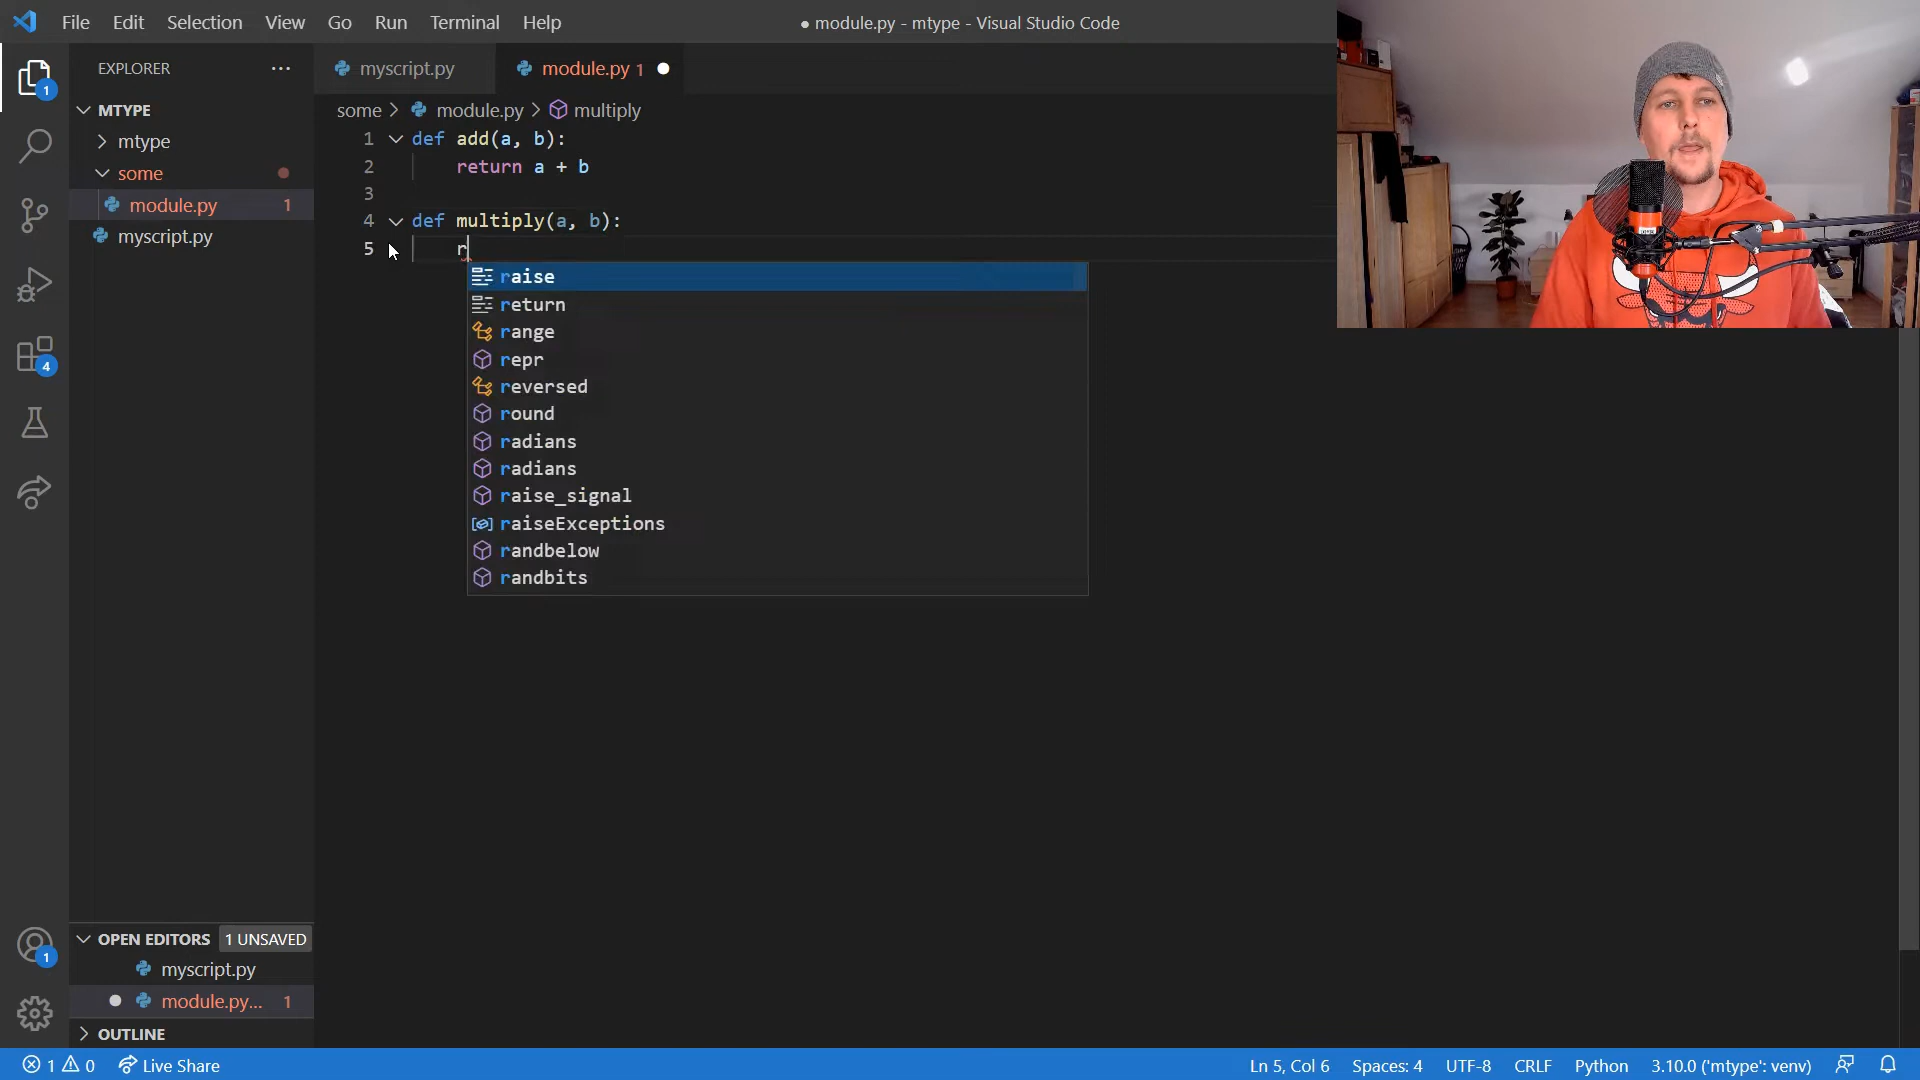 File Edit Selection View Go Run Terminal Help
● module.py - mtype - Visual Studio Code
EXPLORER ···
MTYPE
mtype
some
module.py 1
myscript.py
myscript.py
module.py 1
some > module.py > multiply
1 def add(a, b):
2 return a + b
3
4 def multiply(a, b):
5 r
raise
return
range
repr
reversed
round
radians
radians
raise_signal
raiseExceptions
randbelow
randbits
1
4
1
OPEN EDITORS 1 UNSAVED
myscript.py
module.py... 1
OUTLINE
1 0 Live Share
Ln 5, Col 6 Spaces: 4 UTF-8 CRLF Python 3.10.0 ('mtype': venv)